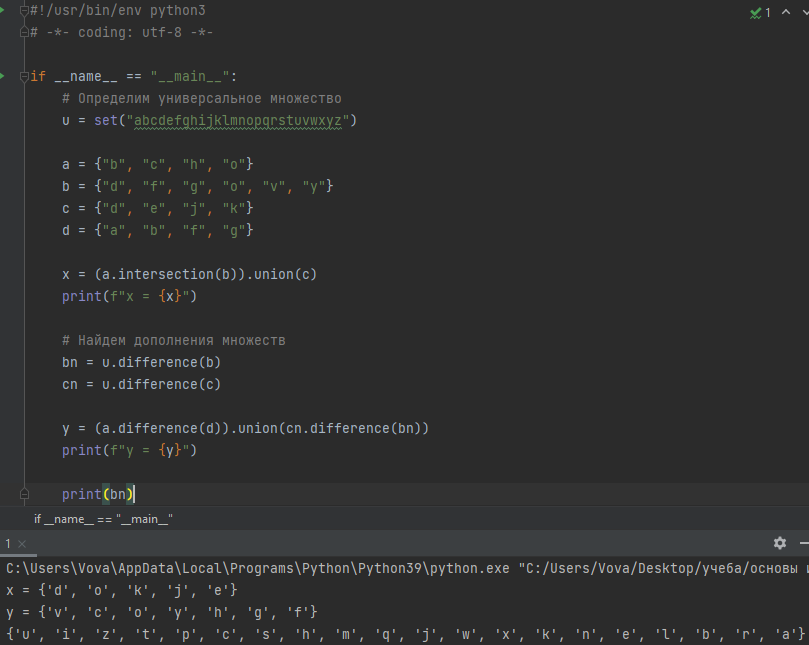 #!/usr/bin/env python3
# -*- coding: utf-8 -*-
1
if __name__ == "__main__":
# Определим универсальное множество
u = set("abcdefghijklmnopqrstuvwxyz")
a = {"b", "c", "h", "o"}
b = {"d", "f", "g", "o", "v", "y"}
c = {"d", "e", "j", "k"}
d = {"a", "b", "f", "g"}
x = (a.intersection(b)).union(c)
print(f"x = {x}")
# Найдем дополнения множеств
bn = u.difference(b)
cn = u.difference(c)
y = (a.difference(d)).union(cn.difference(bn))
print(f"y = {y}")
print(bn)
if __name__ == "__main__"
1
C:\Users\Vova\AppData\Local\Programs\Python\Python39\python.exe "C:/Users/Vova/Desktop/учеба/основы
x = {'d', 'o', 'k', 'j', 'e'}
y = {'v', 'c', 'o', 'y', 'h', 'g', 'f'}
{'u', 'i', 'z', 't', 'p', 'c', 's', 'h', 'm', 'q', 'j', 'w', 'x', 'k', 'n', 'e', 'l', 'b', 'r', 'a'}